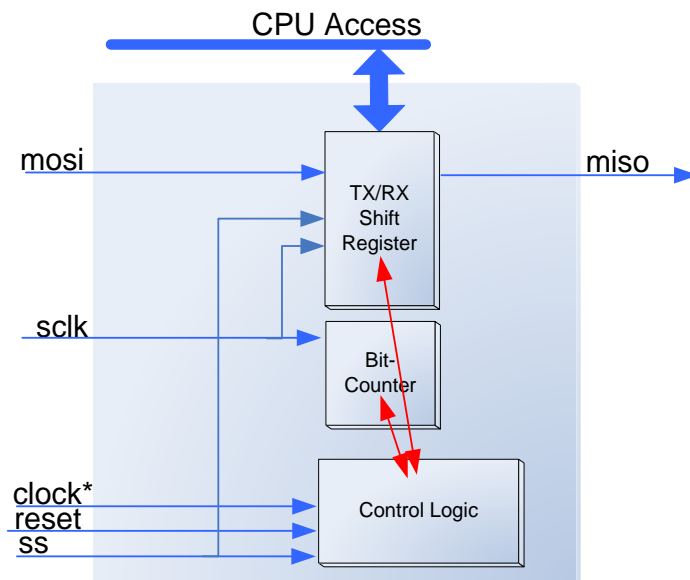 CPU Access
mosi
miso
TX/RX
Shift
Register
sclk
Bit-
Counter
clock*
reset
ss
Control Logic